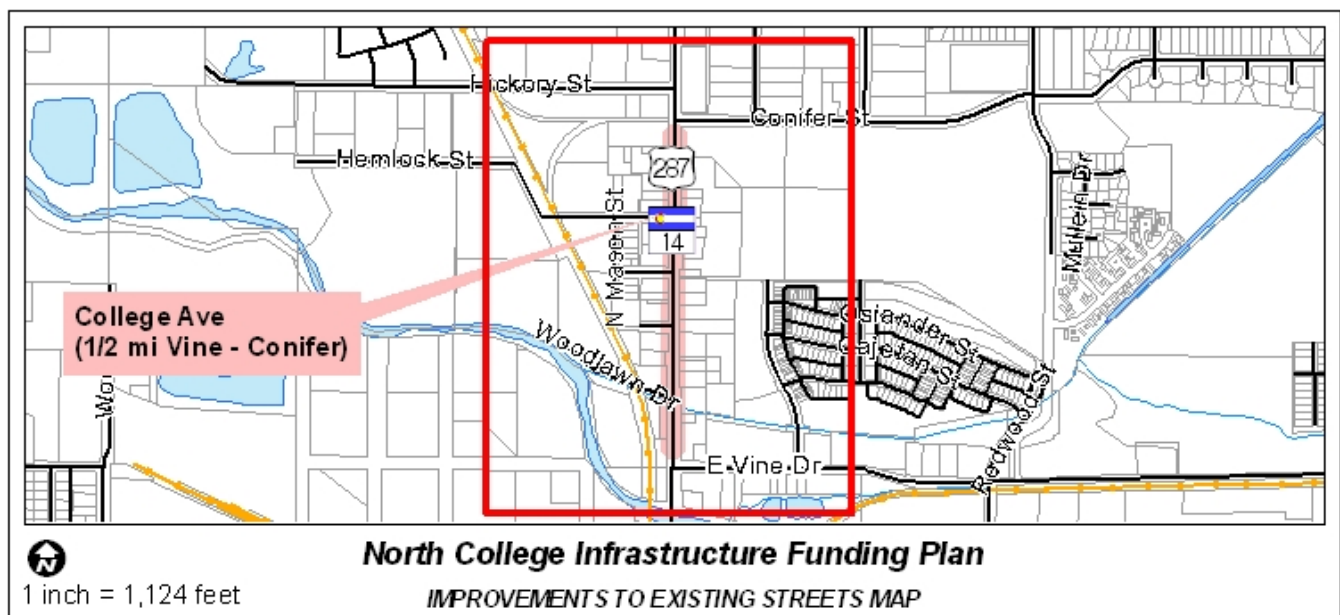 Hickory St
Conifer St
Hemlock St
287
14
N Mason St
Mullein Dr
College Ave
(1/2 mi Vine - Conifer)
Osiander St
Cajetan St
Woodlawn Dr
Redwood St
Wo
E Vine Dr
N
North College Infrastructure Funding Plan
1 inch = 1,124 feet
IMPROVEMENTS TO EXISTING STREETS MAP